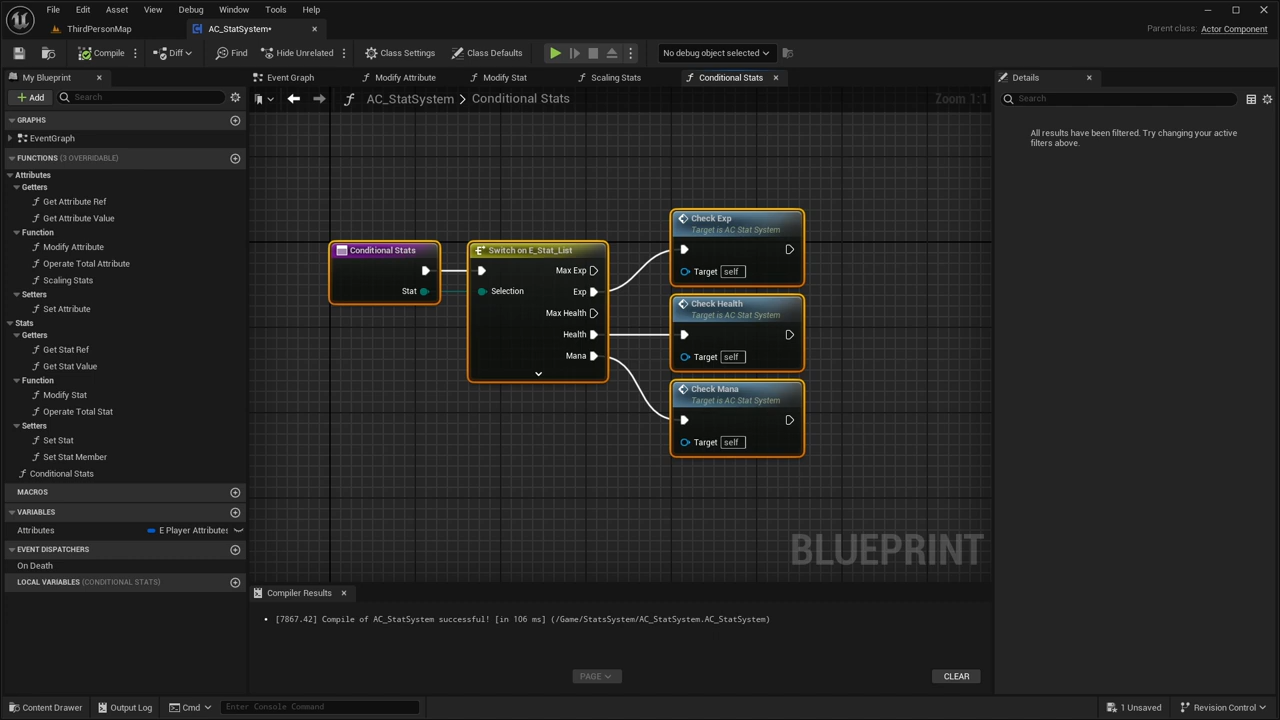 File Edit Asset View Debug Window Tools Help
ThirdPersonMap
AC_StatSystem•
Parent class: Actor Component
Compile
Diff
Find
Hide Unrelated
Class Settings
Class Defaults
No debug object selected
My Blueprint
Event Graph
Modify Attribute
Modify Stat
Scaling Stats
Conditional Stats
Details
Add
Search
AC_StatSystem > Conditional Stats
Zoom 1:1
Search
All results have been filtered. Try changing your active
filters above.
GRAPHS
EventGraph
FUNCTIONS (3 OVERRIDABLE)
Attributes
Getters
Get Attribute Ref
Get Attribute Value
Function
Modify Attribute
Operate Total Attribute
Scaling Stats
Setters
Set Attribute
Stats
Getters
Get Stat Ref
Get Stat Value
Function
Modify Stat
Operate Total Stat
Setters
Set Stat
Set Stat Member
Conditional Stats
MACROS
VARIABLES
Attributes E Player Attributes
EVENT DISPATCHERS
On Death
LOCAL VARIABLES (CONDITIONAL STATS)
Conditional Stats
Stat
Switch on E_Stat_List
Max Exp
Selection Exp
Max Health
Health
Mana
Check Exp
Target is AC Stat System
Target self
Check Health
Target is AC Stat System
Target self
Check Mana
Target is AC Stat System
Target self
BLUEPRINT
Compiler Results
[7867.42] Compile of AC_StatSystem successful! [in 106 ms] (/Game/StatsSystem/AC_StatSystem.AC_StatSystem)
PAGE
CLEAR
Content Drawer
Output Log
Cmd
Enter Console Command
1 Unsaved
Revision Control